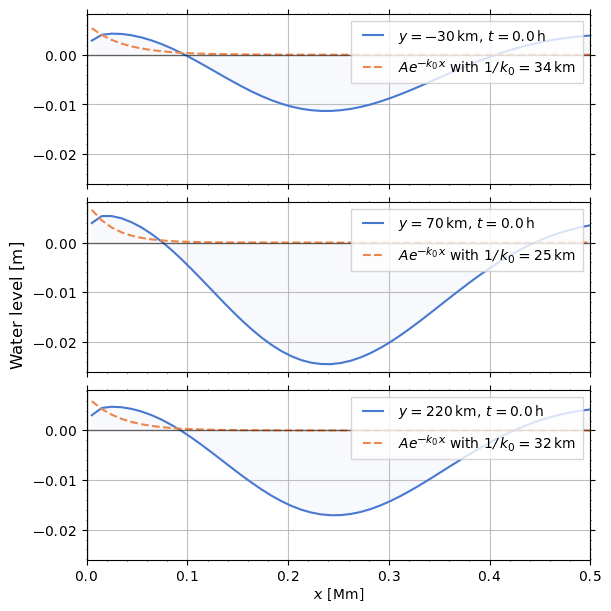 0.00
−0.01
−0.02
y = −30 km, t = 0.0 h
Ae^{−k₀x} with 1/k₀ = 34 km
0.00
−0.01
−0.02
y = 70 km, t = 0.0 h
Ae^{−k₀x} with 1/k₀ = 25 km
Water level [m]
0.00
−0.01
−0.02
y = 220 km, t = 0.0 h
Ae^{−k₀x} with 1/k₀ = 32 km
0.0 0.1 0.2 0.3 0.4 0.5
x [Mm]